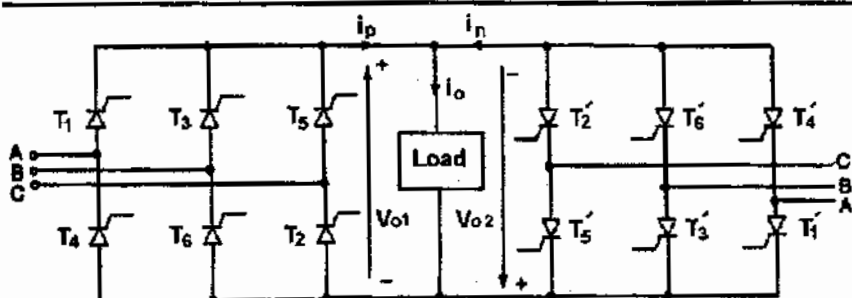 ip in
+ - io
T1 T3 T5 T2′ T6′ T4′
A
B
C
Load
C
B
A
Vo1 Vo2
T4 T6 T2 T5′ T3′ T1′
- +